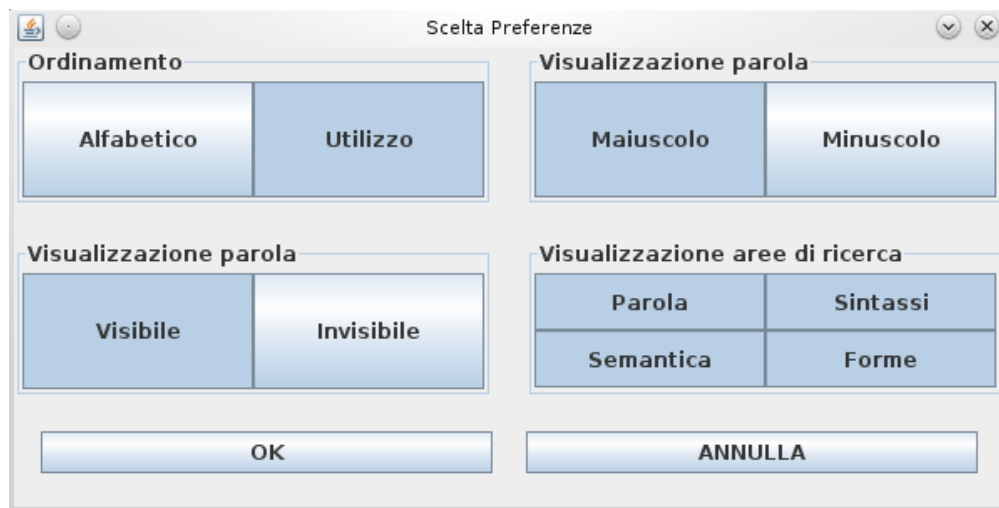 Scelta Preferenze
Ordinamento
Alfabetico Utilizzo
Visualizzazione parola
Maiuscolo Minuscolo
Visualizzazione parola
Visibile Invisibile
Visualizzazione aree di ricerca
Parola Sintassi
Semantica Forme
OK ANNULLA